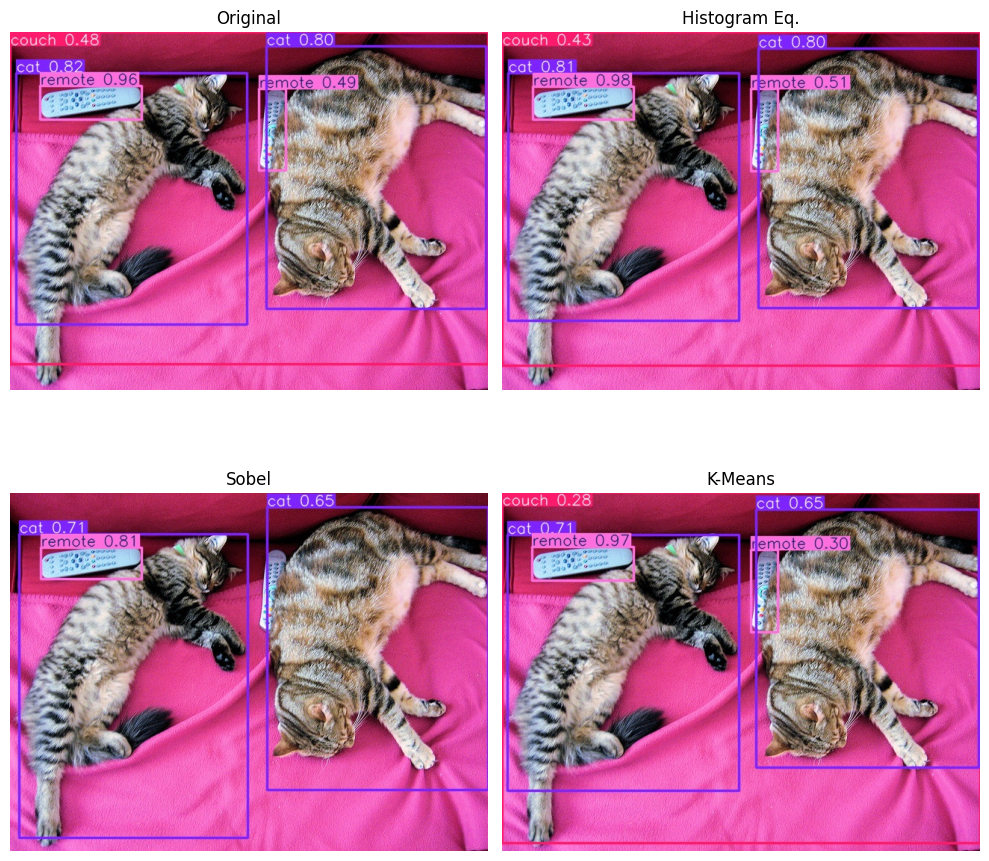 Original
couch 0.48
cat 0.80
cat 0.82
remote 0.96
remote 0.49
Histogram Eq.
couch 0.43
cat 0.80
cat 0.81
remote 0.98
remote 0.51
Sobel
cat 0.65
cat 0.71
remote 0.81
K-Means
couch 0.28
cat 0.65
cat 0.71
remote 0.97
remote 0.30